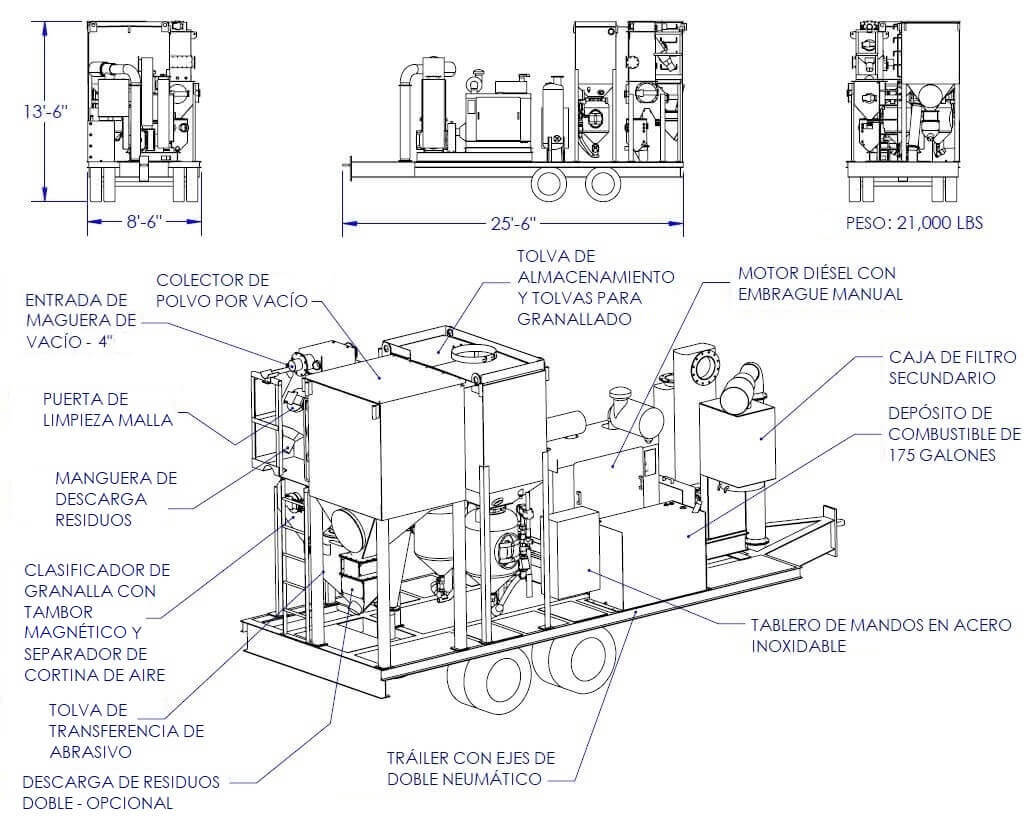 13'-6"
8'-6"
25'-6"
PESO: 21,000 LBS
ENTRADA DE
MAGUERA DE
VACÍO - 4"
COLECTOR DE
POLVO POR VACÍO
TOLVA DE
ALMACENAMIENTO
Y TOLVAS PARA
GRANALLADO
MOTOR DIÉSEL CON
EMBRAGUE MANUAL
CAJA DE FILTRO
SECUNDARIO
PUERTA DE
LIMPIEZA MALLA
DEPÓSITO DE
COMBUSTIBLE DE
175 GALONES
MANGUERA DE
DESCARGA
RESIDUOS
CLASIFICADOR DE
GRANALLA CON
TAMBOR
MAGNÉTICO Y
SEPARADOR DE
CORTINA DE AIRE
TABLERO DE MANDOS EN ACERO
INOXIDABLE
TOLVA DE
TRANSFERENCIA DE
ABRASIVO
TRÁILER CON EJES DE
DOBLE NEUMÁTICO
DESCARGA DE RESIDUOS
DOBLE - OPCIONAL